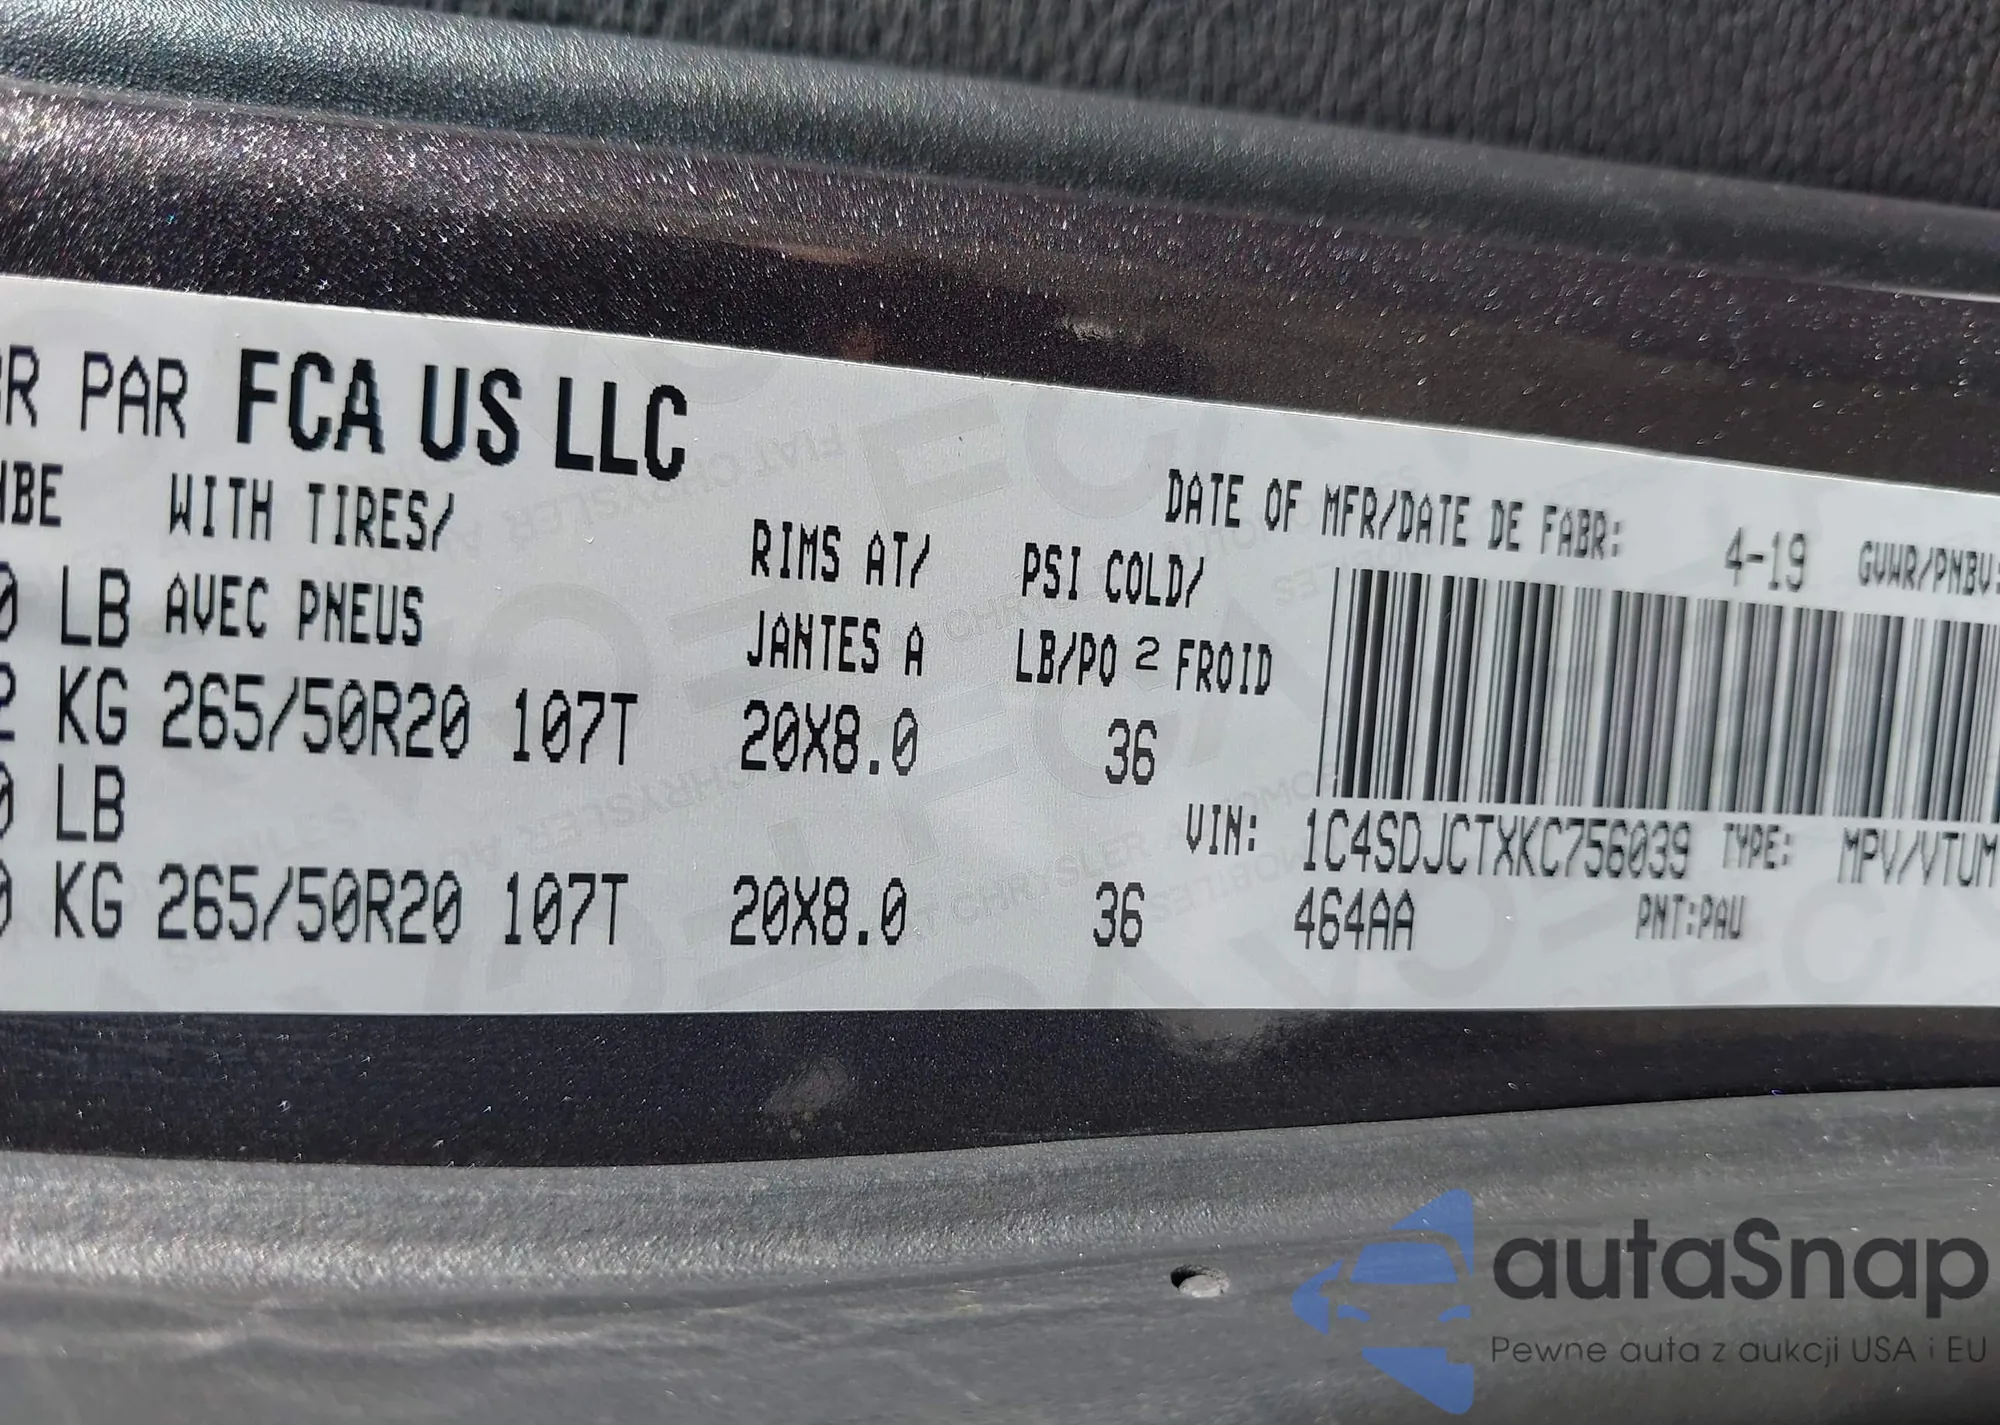 PAR FCA US LLC
WITH TIRES/ RIMS AT/ PSI COLD/ DATE OF MFR/DATE DE FABR: 4-19 GVWR/PNBV:
LB AVEC PNEUS JANTES A LB/PO 2 FROID
KG 265/50R20 107T 20X8.0 36
LB
VIN: 1C4SDJCTXKC756039 TYPE: MPV/VTUM
KG 265/50R20 107T 20X8.0 36 464AA PNT:PAU
autaSnap
Pewne auta z aukcji USA i EU